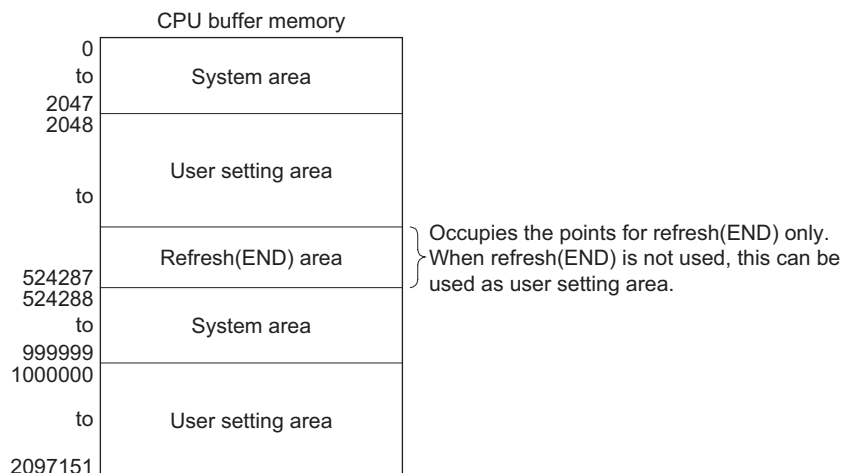 CPU buffer memory
0
to
2047
System area
2048
to
User setting area
Refresh(END) area
524287
Occupies the points for refresh(END) only.
When refresh(END) is not used, this can be
used as user setting area.
524288
to
999999
System area
1000000
to
2097151
User setting area